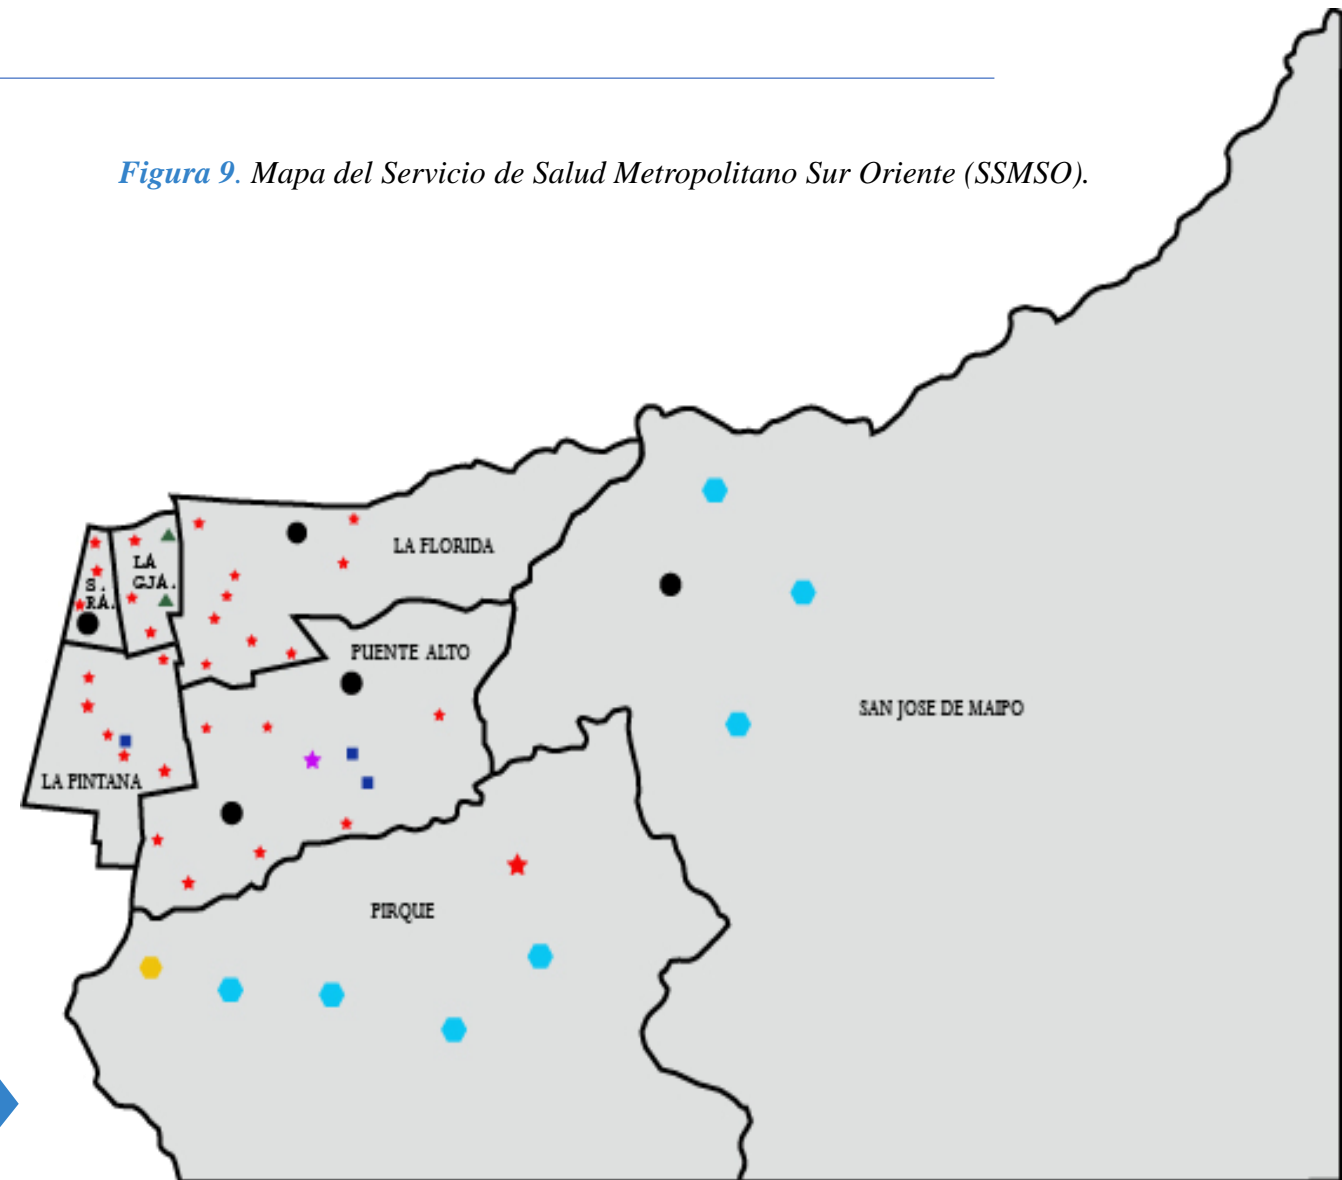 Figura 9. Mapa del Servicio de Salud Metropolitano Sur Oriente (SSMSO).
LA FLORIDA
LA
GJA.
S.
RA.
PUENTE ALTO
SAN JOSE DE MAIPO
LA PINTANA
PIRQUE